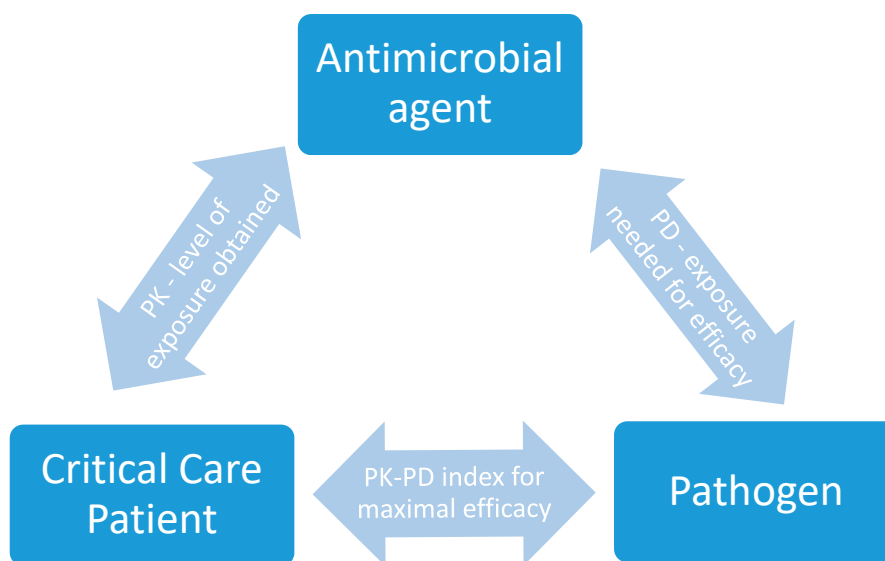 Antimicrobial
agent
PK - level of
exposure obtained
PD - exposure
needed for efficacy
Critical Care
Patient
PK-PD index for
maximal efficacy
Pathogen